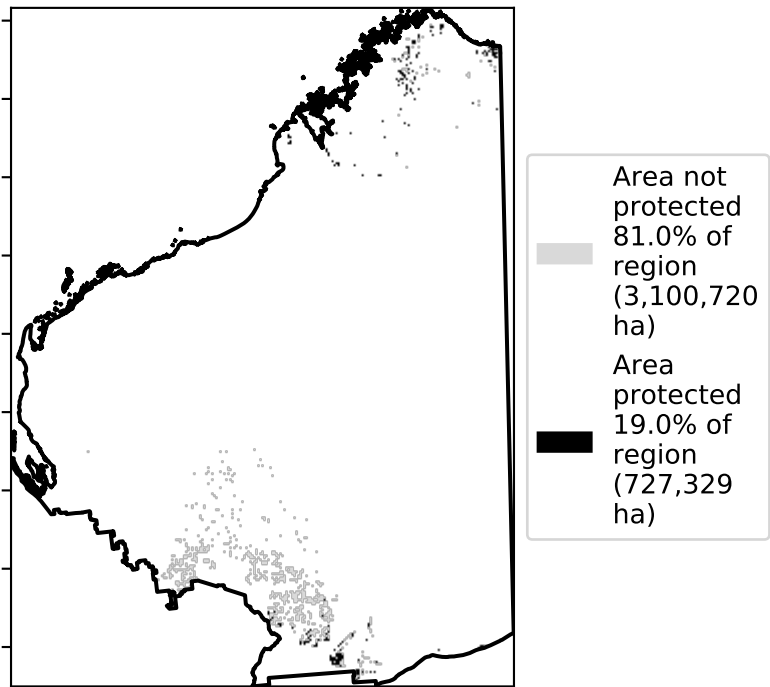 Area not
protected
81.0% of
region
(3,100,720
ha)
Area
protected
19.0% of
region
(727,329
ha)